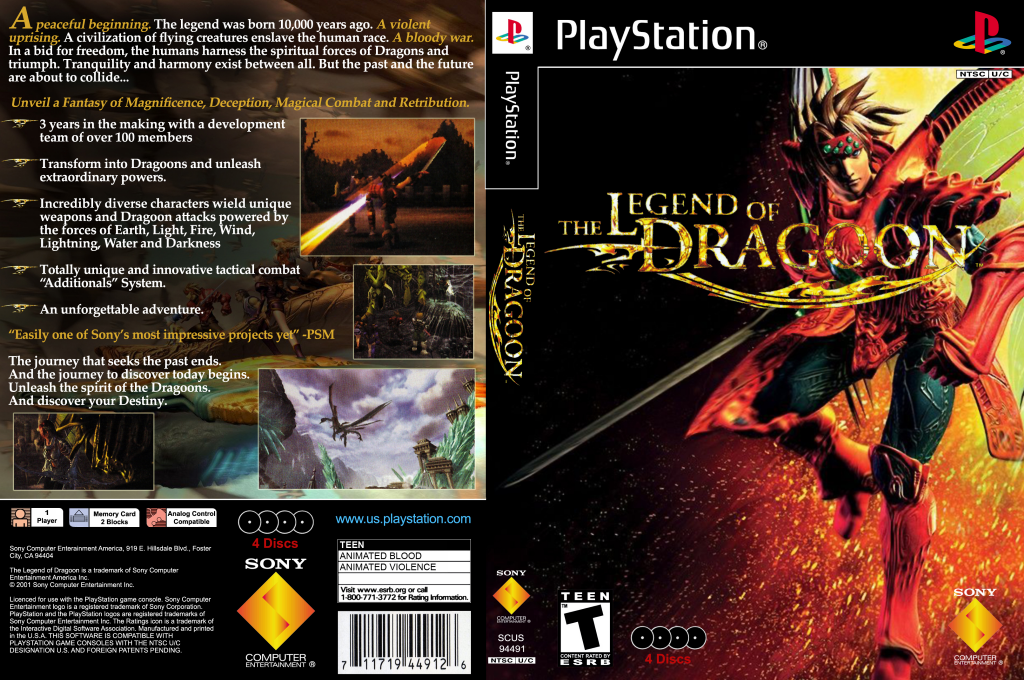 A peaceful beginning. The legend was born 10,000 years ago. A violent
uprising. A civilization of flying creatures enslave the human race. A bloody war.
In a bid for freedom, the humans harness the spiritual forces of Dragons and
triumph. Tranquility and harmony exist between all. But the past and the future
are about to collide...
Unveil a Fantasy of Magnificence, Deception, Magical Combat and Retribution.
3 years in the making with a development
team of over 100 members
Transform into Dragoons and unleash
extraordinary powers.
Incredibly diverse characters wield unique
weapons and Dragoon attacks powered by
the forces of Earth, Light, Fire, Wind,
Lightning, Water and Darkness
Totally unique and innovative tactical combat
"Additionals" System.
An unforgettable adventure.
"Easily one of Sony's most impressive projects yet" -PSM
The journey that seeks the past ends.
And the journey to discover today begins.
Unleash the spirit of the Dragoons.
And discover your Destiny.
1
Player
Memory Card
2 Blocks
Analog Control
Compatible
Sony Computer Enterainment America, 919 E. Hillsdale Blvd., Foster
City, CA 94404
The Legend of Dragoon is a trademark of Sony Computer
Entertainment America Inc.
© 2001 Sony Computer Entertainment Inc.
Licenced for use with the PlayStation game console. Sony Computer
Entertainment logo is a registered trademark of Sony Corporation.
PlayStation and the PlayStation logos are registered trademarks of
Sony Computer Entertainment Inc. The Ratings icon is a trademark of
the Interactive Digital Software Association. Manufactured and printed
in the U.S.A. THIS SOFTWARE IS COMPATIBLE WITH
PLAYSTATION GAME CONSOLES WITH THE NTSC U/C
DESIGNATION U.S. AND FOREIGN PATENTS PENDING.
4 Discs
SONY
COMPUTER
ENTERTAINMENT ®
www.us.playstation.com
TEEN
ANIMATED BLOOD
ANIMATED VIOLENCE
Visit www.esrb.org or call
1-800-771-3772 for Rating Information.
7 11719 44912 6
®
PlayStation®
THE LEGEND OF
DRAGOON
SONY
COMPUTER
ENTERTAINMENT ®
SCUS
94491
NTSC U/C
PlayStation®
®
NTSC U/C
THE LEGEND OF
DRAGOON™
TEEN
TM
T
CONTENT RATED BY
ESRB
4 Discs
SONY
COMPUTER
ENTERTAINMENT ®